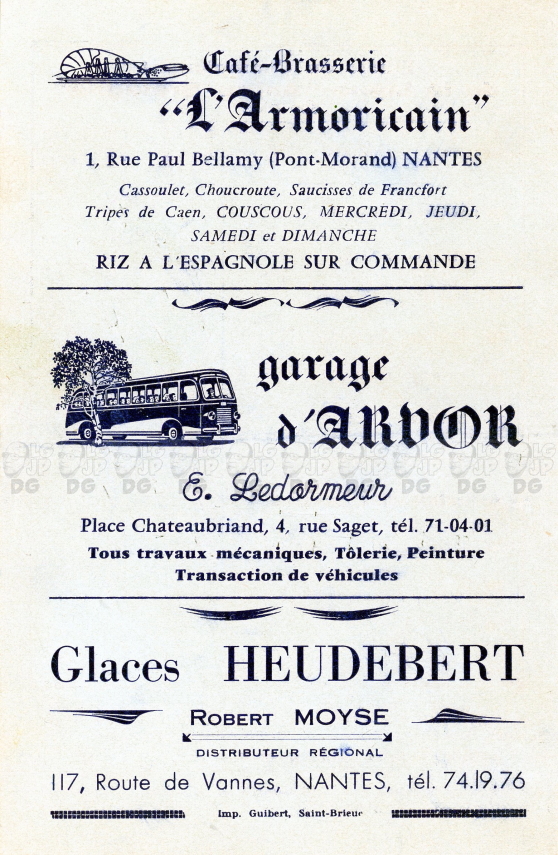 Café-Brasserie
"L'Armoricain"
1, Rue Paul Bellamy (Pont-Morand) NANTES
Cassoulet, Choucroute, Saucisses de Francfort
Tripes de Caen, COUSCOUS, MERCREDI, JEUDI,
SAMEDI et DIMANCHE
RIZ A L'ESPAGNOLE SUR COMMANDE
garage
d'ARVOR
E. Ledormeur
Place Chateaubriand, 4, rue Saget, tél. 71-04-01
Tous travaux mécaniques, Tôlerie, Peinture
Transaction de véhicules
Glaces HEUDEBERT
ROBERT MOYSE
DISTRIBUTEUR RÉGIONAL
117, Route de Vannes, NANTES, tél. 74.19.76
Imp. Guibert, Saint-Brieuc